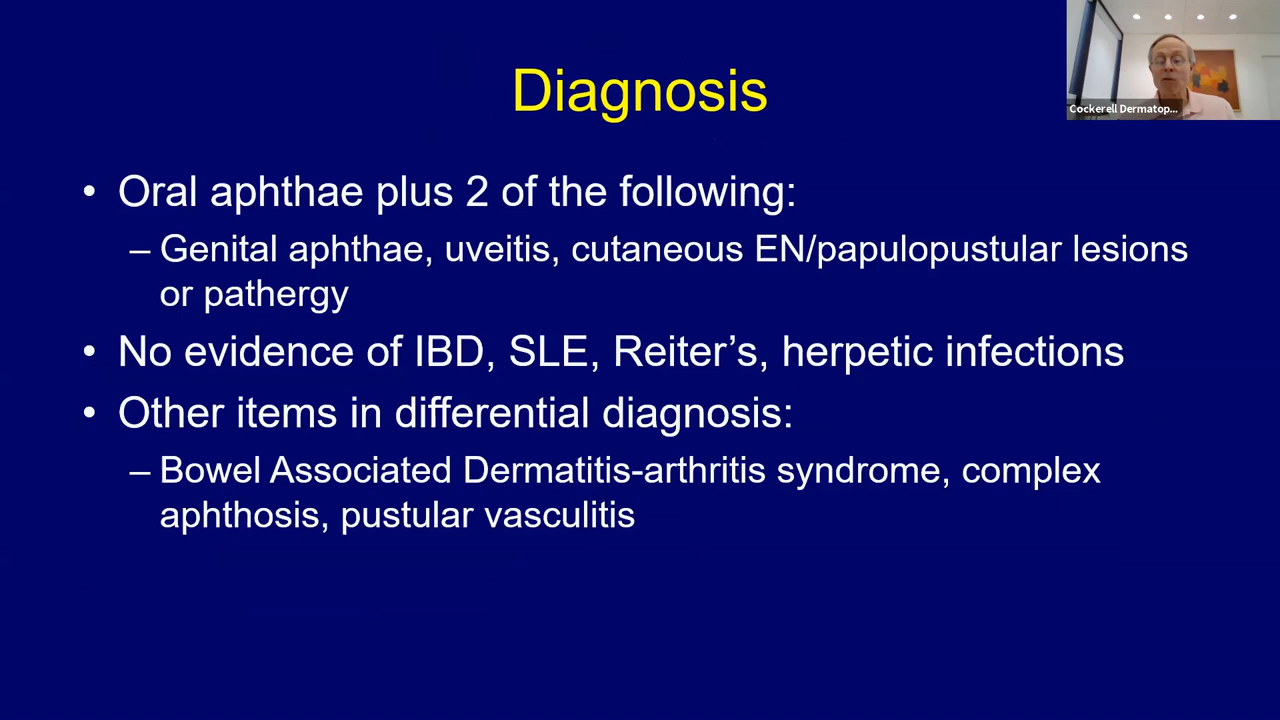 Diagnosis
Cockerell Dermatop...
• Oral aphthae plus 2 of the following:
– Genital aphthae, uveitis, cutaneous EN/papulopustular lesions
or pathergy
• No evidence of IBD, SLE, Reiter’s, herpetic infections
• Other items in differential diagnosis:
– Bowel Associated Dermatitis-arthritis syndrome, complex
aphthosis, pustular vasculitis